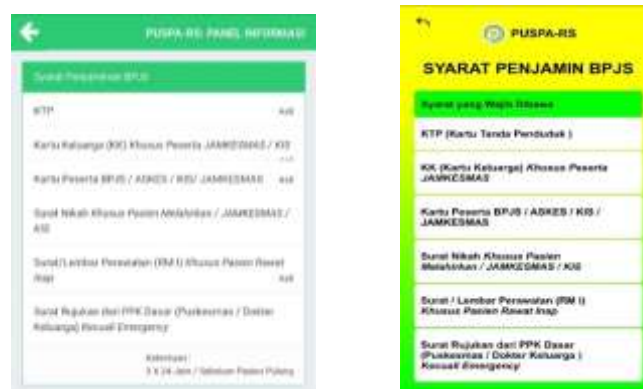 PUSPA-RS: PANEL INFORMASI
Syarat Penjaminan BPJS
KTP Asli
Kartu Keluarga (KK) Khusus Peserta JAMKESMAS / KIS
Kartu Peserta BPJS / ASKES / KIS/ JAMKESMAS Asli
Surat Nikah Khusus Pasien Melahirkan / JAMKESMAS /
KIS
Surat/Lembar Perawatan (RM I) Khusus Pasien Rawat
Inap Asli
Surat Rujukan dari PPK Dasar (Puskesmas / Dokter
Keluarga) Kecuali Emergency
Ketentuan :
3 X 24 Jam / Sebelum Pasien Pulang
PUSPA-RS
SYARAT PENJAMIN BPJS
Syarat yang Wajib Dibawa
KTP (Kartu Tanda Penduduk )
KK (Kartu Keluarga) Khusus Peserta
JAMKESMAS
Kartu Peserta BPJS / ASKES / KIS /
JAMKESMAS
Surat Nikah Khusus Pasien
Melahirkan / JAMKESMAS / KIS
Surat / Lembar Perawatan (RM I)
Khusus Pasien Rawat Inap
Surat Rujukan dari PPK Dasar
(Puskesmas / Dokter Keluarga )
Kecuali Emergency